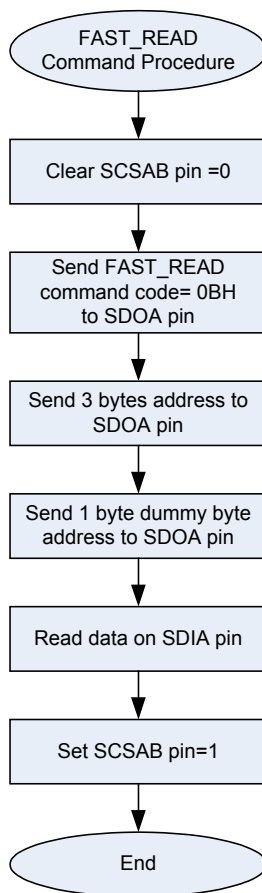 FAST_READ
Command Procedure
Clear SCSAB pin =0
Send FAST_READ
command code= 0BH
to SDOA pin
Send 3 bytes address to
SDOA pin
Send 1 byte dummy byte
address to SDOA pin
Read data on SDIA pin
Set SCSAB pin=1
End